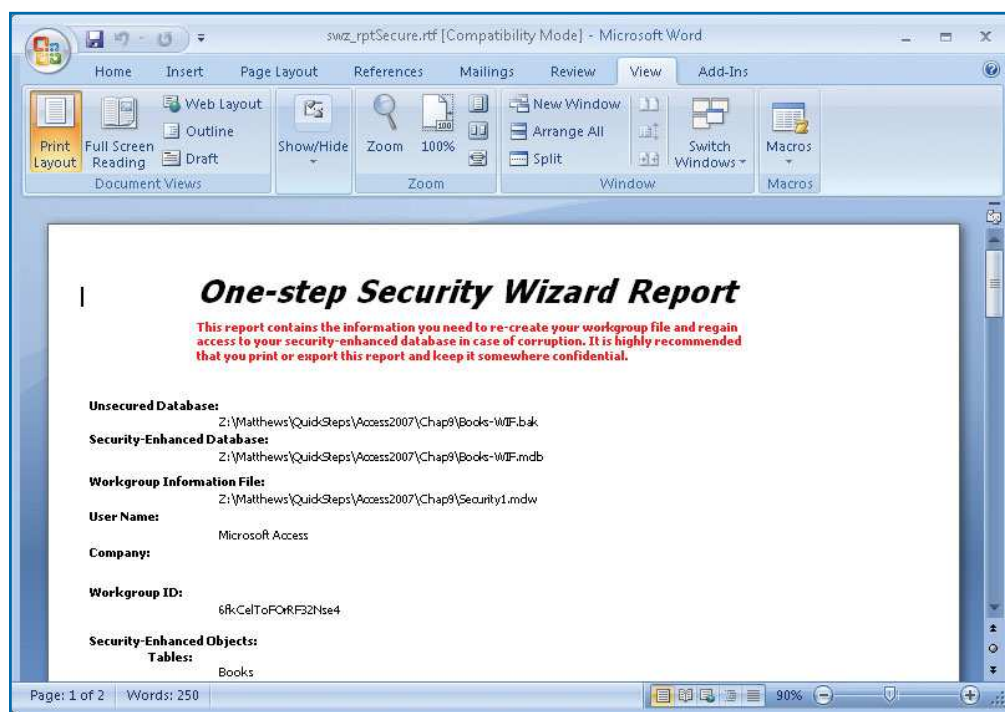 swz_rptSecure.rtf [Compatibility Mode] - Microsoft Word
Home Insert Page Layout References Mailings Review View Add-Ins
Print Layout
Full Screen Reading
Web Layout
Outline
Draft
Document Views
Show/Hide
Zoom
100
100%
Zoom
New Window
Arrange All
Split
Switch Windows
Window
Macros
Macros
One-step Security Wizard Report
This report contains the information you need to re-create your workgroup file and regain
access to your security-enhanced database in case of corruption. It is highly recommended
that you print or export this report and keep it somewhere confidential.
Unsecured Database:
Z:\Matthews\QuickSteps\Access2007\Chap9\Books-WIF.bak
Security-Enhanced Database:
Z:\Matthews\QuickSteps\Access2007\Chap9\Books-WIF.mdb
Workgroup Information File:
Z:\Matthews\QuickSteps\Access2007\Chap9\Security1.mdw
User Name:
Microsoft Access
Company:
Workgroup ID:
6fkCelToFOrRF32Nse4
Security-Enhanced Objects:
Tables:
Books
Page: 1 of 2 Words: 250 90%